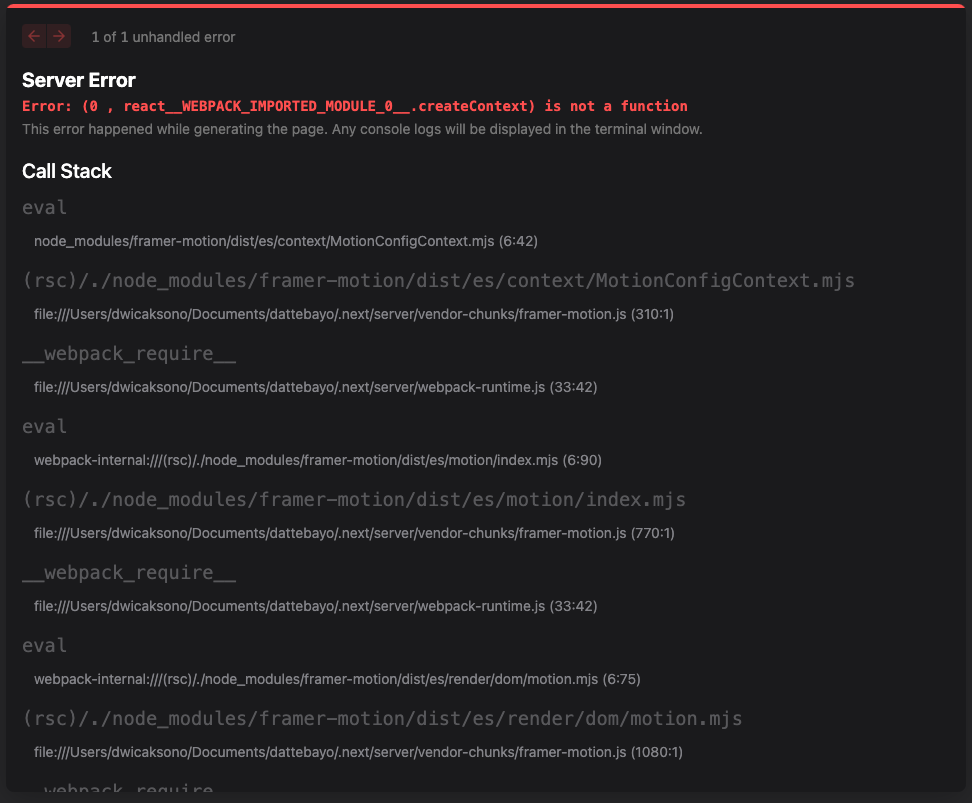 1 of 1 unhandled error
Server Error
Error: (0 , react__WEBPACK_IMPORTED_MODULE_0__.createContext) is not a function
This error happened while generating the page. Any console logs will be displayed in the terminal window.
Call Stack
eval
node_modules/framer-motion/dist/es/context/MotionConfigContext.mjs (6:42)
(rsc)/./node_modules/framer-motion/dist/es/context/MotionConfigContext.mjs
file:///Users/dwicaksono/Documents/dattebayo/.next/server/vendor-chunks/framer-motion.js (310:1)
__webpack_require__
file:///Users/dwicaksono/Documents/dattebayo/.next/server/webpack-runtime.js (33:42)
eval
webpack-internal:///(rsc)/./node_modules/framer-motion/dist/es/motion/index.mjs (6:90)
(rsc)/./node_modules/framer-motion/dist/es/motion/index.mjs
file:///Users/dwicaksono/Documents/dattebayo/.next/server/vendor-chunks/framer-motion.js (770:1)
__webpack_require__
file:///Users/dwicaksono/Documents/dattebayo/.next/server/webpack-runtime.js (33:42)
eval
webpack-internal:///(rsc)/./node_modules/framer-motion/dist/es/render/dom/motion.mjs (6:75)
(rsc)/./node_modules/framer-motion/dist/es/render/dom/motion.mjs
file:///Users/dwicaksono/Documents/dattebayo/.next/server/vendor-chunks/framer-motion.js (1080:1)
__webpack_require__